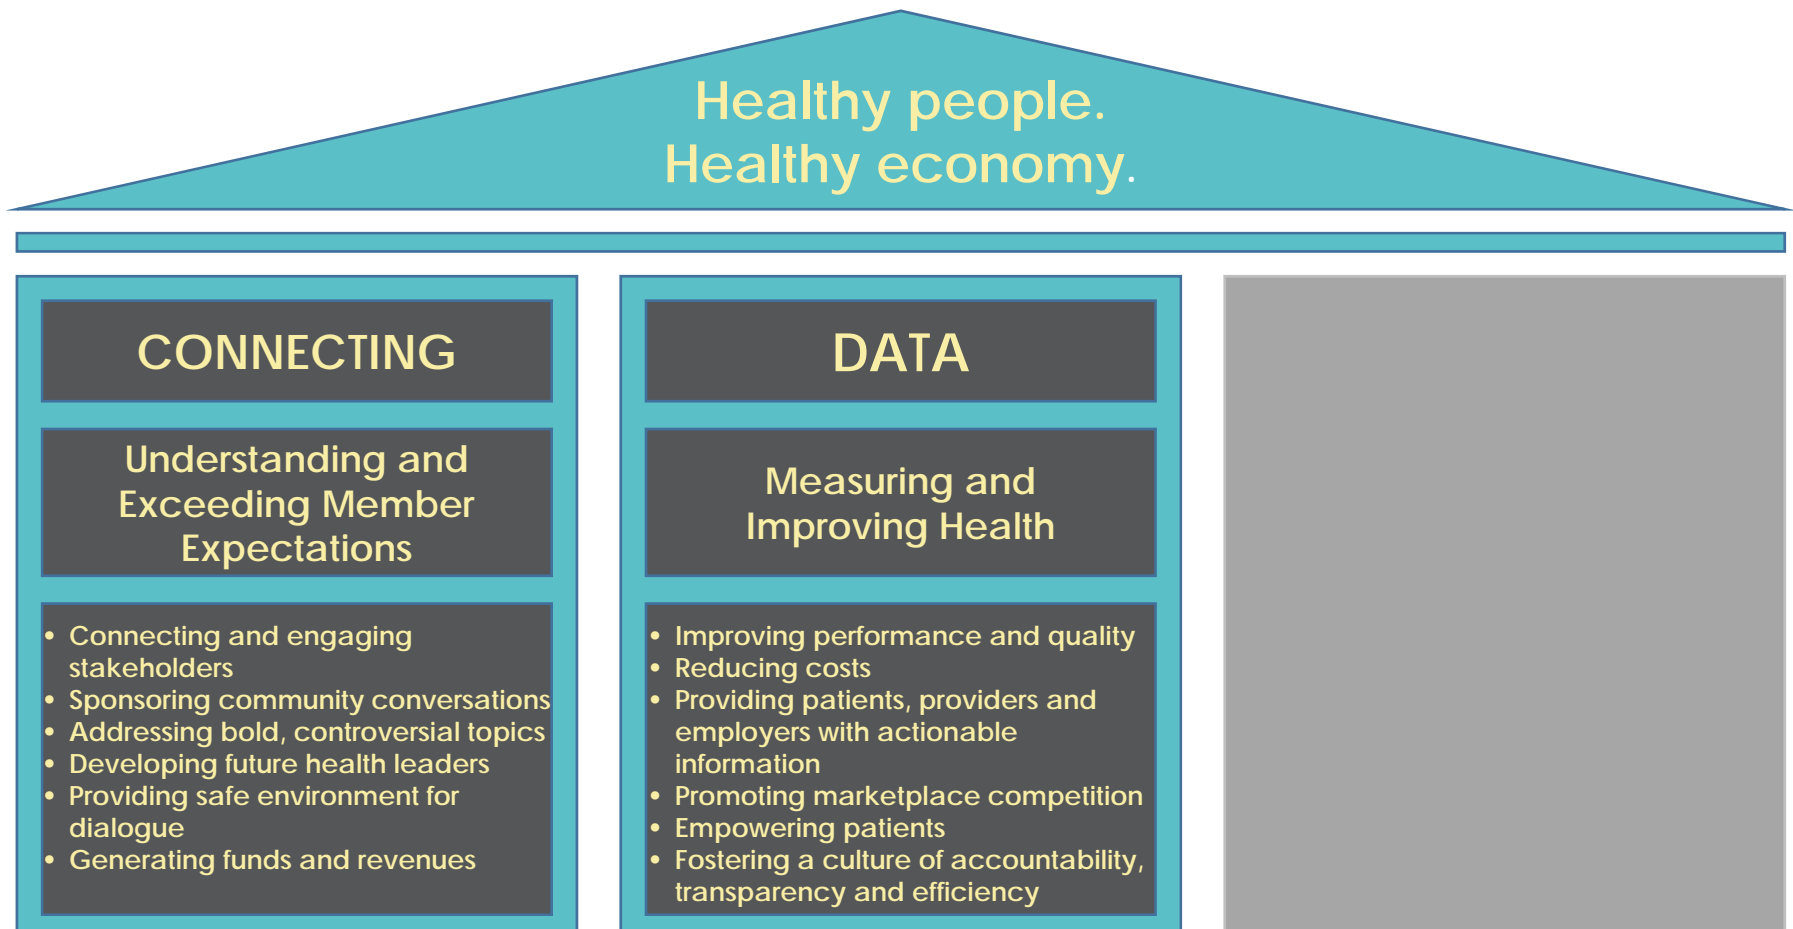 Healthy people.
Healthy economy.
CONNECTING
Understanding and
Exceeding Member
Expectations
• Connecting and engaging
stakeholders
• Sponsoring community conversations
• Addressing bold, controversial topics
• Developing future health leaders
• Providing safe environment for
dialogue
• Generating funds and revenues
DATA
Measuring and
Improving Health
• Improving performance and quality
• Reducing costs
• Providing patients, providers and
employers with actionable
information
• Promoting marketplace competition
• Empowering patients
• Fostering a culture of accountability,
transparency and efficiency